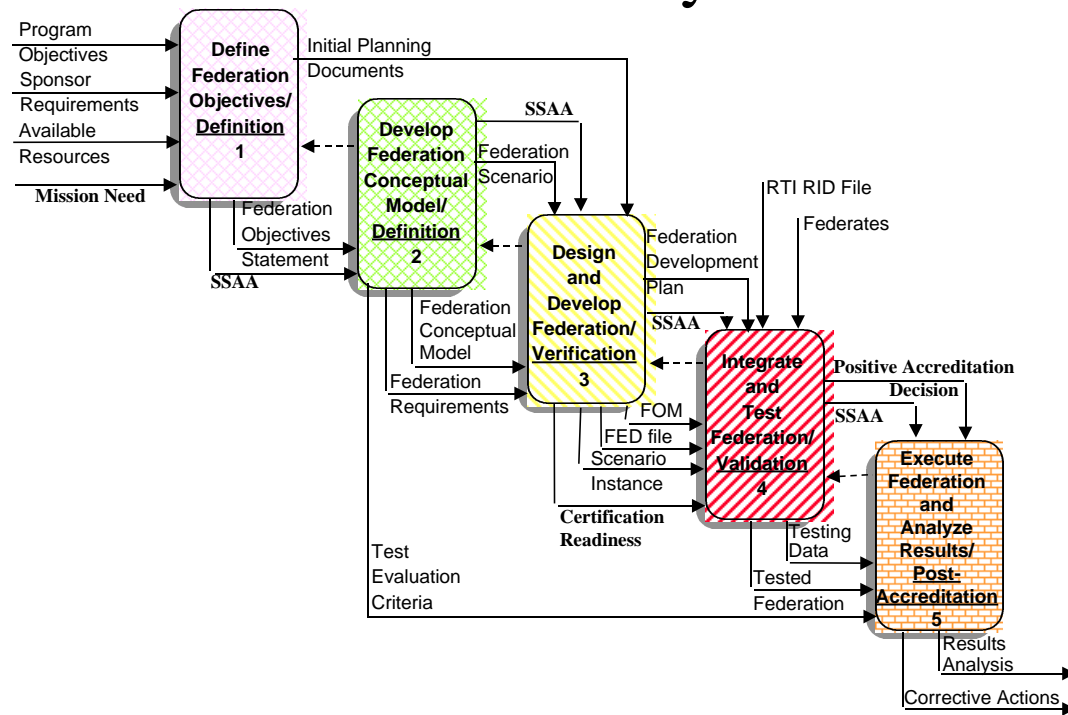 Program
Objectives
Sponsor
Requirements
Available
Resources
Mission Need
Define
Federation
Objectives/
Definition
1
Initial Planning
Documents
Federation
Objectives
Statement
SSAA
Develop
Federation
Conceptual
Model/
Definition
2
SSAA
Federation
Scenario
Federation
Conceptual
Model
Federation
Requirements
Test
Evaluation
Criteria
Design
and
Develop
Federation/
Verification
3
Federation
Development
Plan
SSAA
RTI RID File
Federates
FOM
FED file
Scenario
Instance
Certification
Readiness
Integrate
and
Test
Federation/
Validation
4
Positive Accreditation
Decision
SSAA
Testing
Data
Tested
Federation
Execute
Federation
and
Analyze
Results/
Post-
Accreditation
5
Results
Analysis
Corrective Actions